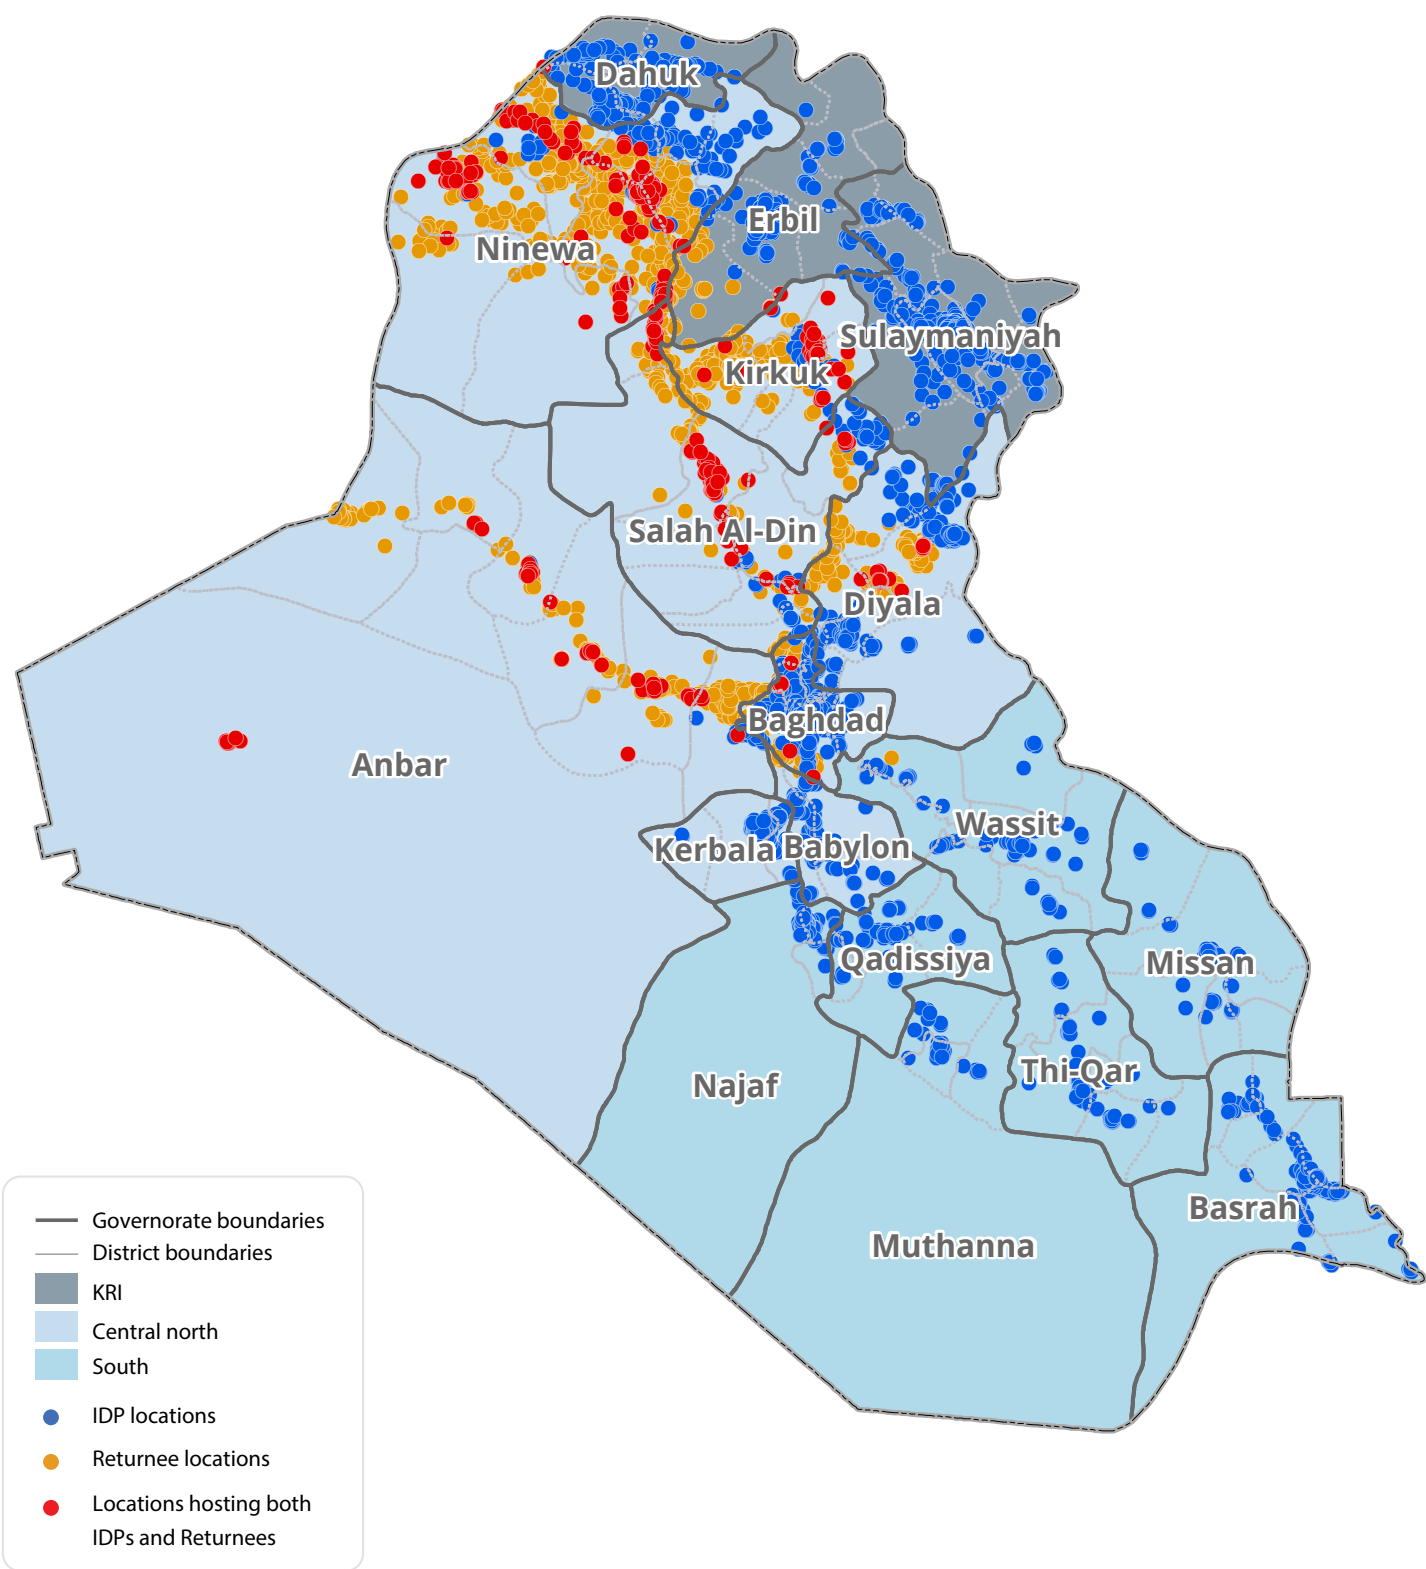 Dahuk
Erbil
Ninewa
Sulaymaniyah
Kirkuk
Salah Al-Din
Diyala
Baghdad
Anbar
Wassit
Kerbala
Babylon
Qadissiya
Missan
Najaf
Thi-Qar
Basrah
Muthanna
Governorate boundaries
District boundaries
KRI
Central north
South
IDP locations
Returnee locations
Locations hosting both
IDPs and Returnees